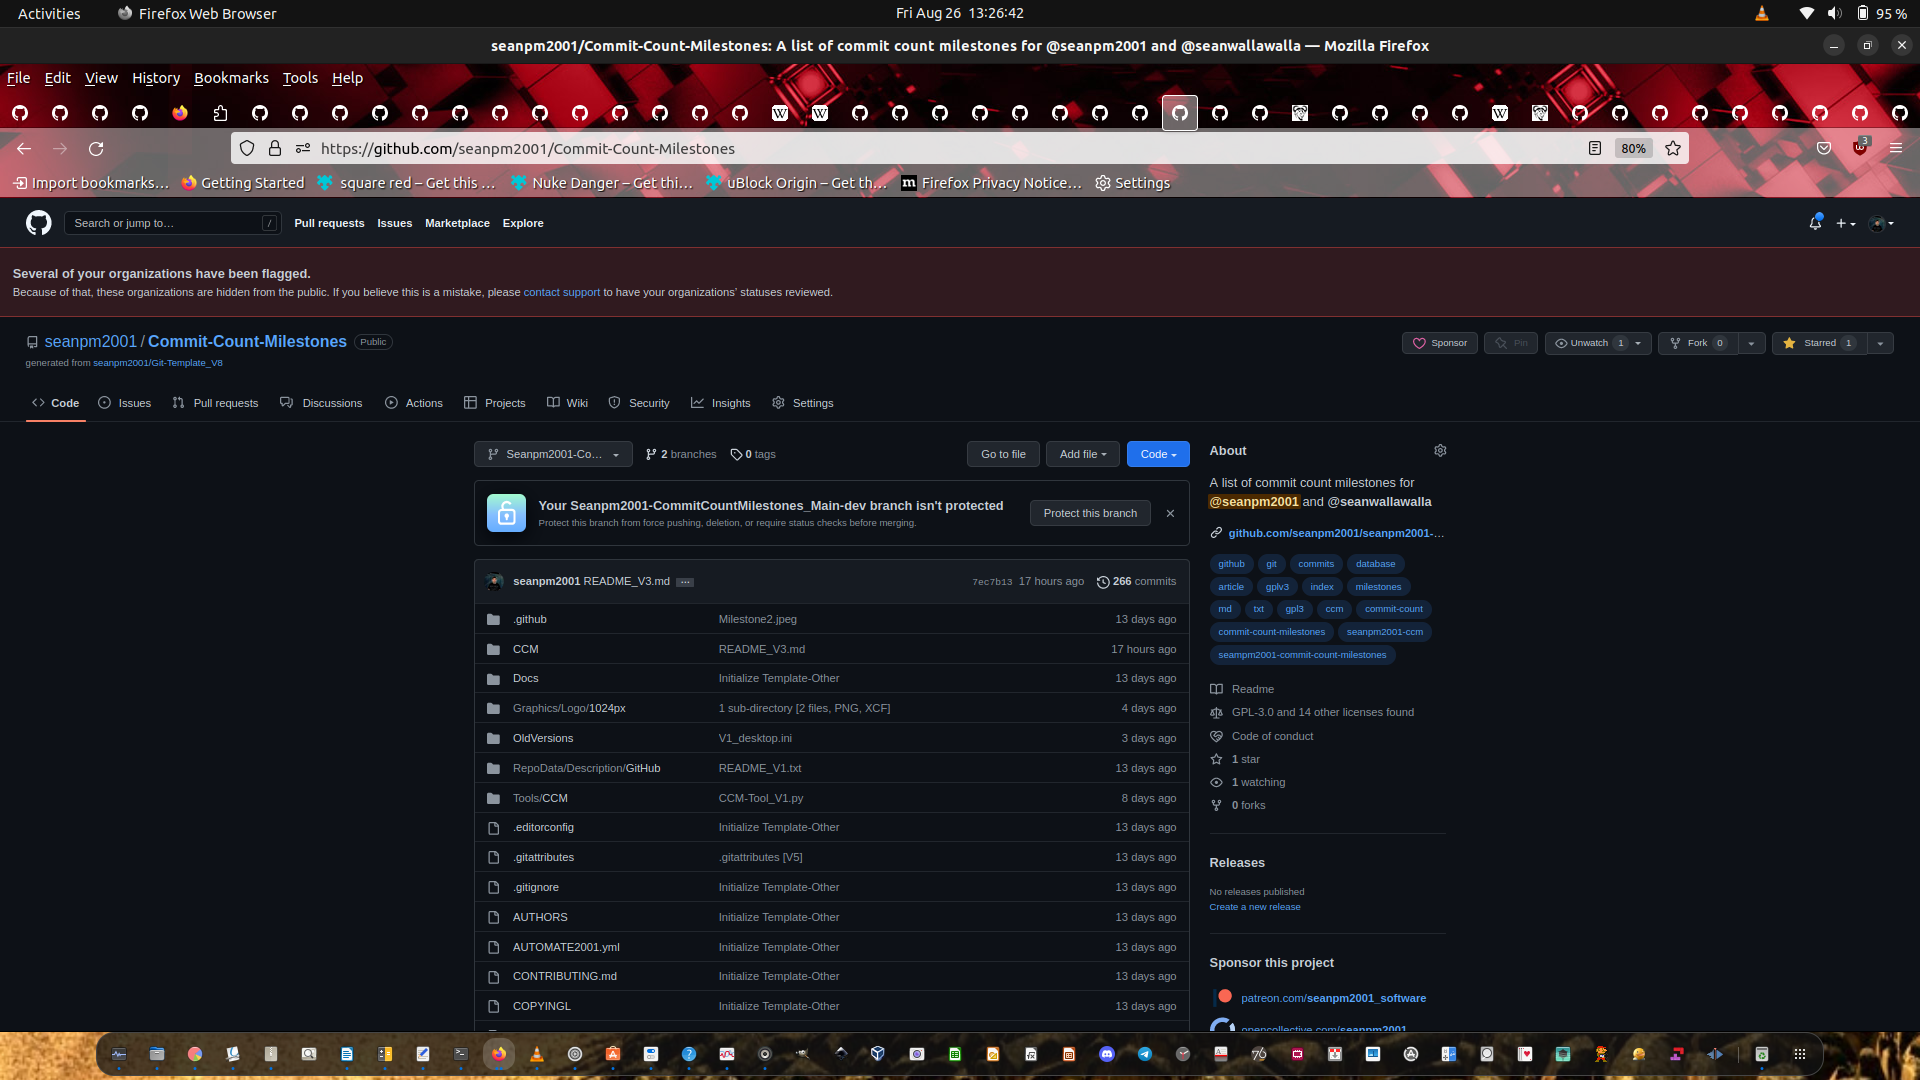 Activities Firefox Web Browser Fri Aug 26 13:26:42 95 %
seanpm2001/Commit-Count-Milestones: A list of commit count milestones for @seanpm2001 and @seanwallawalla — Mozilla Firefox
File Edit View History Bookmarks Tools Help
https://github.com/seanpm2001/Commit-Count-Milestones 80% 3
Import bookmarks… Getting Started square red – Get this … Nuke Danger – Get thi… uBlock Origin – Get th… Firefox Privacy Notice… Settings
Search or jump to… / Pull requests Issues Marketplace Explore
Several of your organizations have been flagged.
Because of that, these organizations are hidden from the public. If you believe this is a mistake, please contact support to have your organizations' statuses reviewed.
seanpm2001 / Commit-Count-Milestones Public Sponsor Pin Unwatch 1 Fork 0 Starred 1
generated from seanpm2001/Git-Template_V8
Code Issues Pull requests Discussions Actions Projects Wiki Security Insights Settings
Seanpm2001-Co… 2 branches 0 tags Go to file Add file Code
Your Seanpm2001-CommitCountMilestones_Main-dev branch isn't protected
Protect this branch from force pushing, deletion, or require status checks before merging.
Protect this branch
seanpm2001 README_V3.md … 7ec7b13 17 hours ago 266 commits
.github Milestone2.jpeg 13 days ago
CCM README_V3.md 17 hours ago
Docs Initialize Template-Other 13 days ago
Graphics/Logo/1024px 1 sub-directory [2 files, PNG, XCF] 4 days ago
OldVersions V1_desktop.ini 3 days ago
RepoData/Description/GitHub README_V1.txt 13 days ago
Tools/CCM CCM-Tool_V1.py 8 days ago
.editorconfig Initialize Template-Other 13 days ago
.gitattributes .gitattributes [V5] 13 days ago
.gitignore Initialize Template-Other 13 days ago
AUTHORS Initialize Template-Other 13 days ago
AUTOMATE2001.yml Initialize Template-Other 13 days ago
CONTRIBUTING.md Initialize Template-Other 13 days ago
COPYINGL Initialize Template-Other 13 days ago
About
A list of commit count milestones for
@seanpm2001 and @seanwallawalla
github.com/seanpm2001/seanpm2001-…
github git commits database
article gplv3 index milestones
md txt gpl3 ccm commit-count
commit-count-milestones seanpm2001-ccm
seampm2001-commit-count-milestones
Readme
GPL-3.0 and 14 other licenses found
Code of conduct
1 star
1 watching
0 forks
Releases
No releases published
Create a new release
Sponsor this project
patreon.com/seanpm2001_software
opencollective.com/seanpm2001